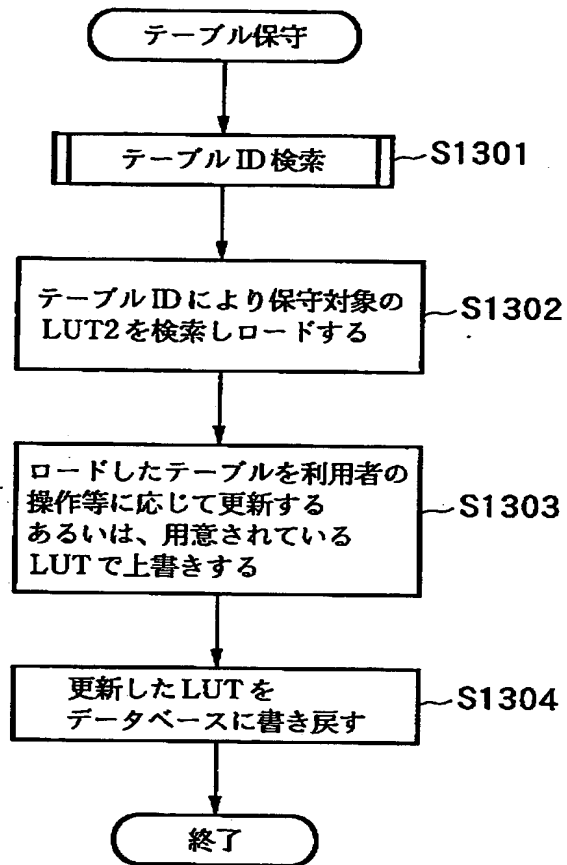 テーブル保守
テーブルID検索
S1301
テーブルIDにより保守対象の
LUT2を検索しロードする
S1302
ロードしたテーブルを利用者の
操作等に応じて更新する
あるいは、用意されている
LUTで上書きする
S1303
更新したLUTを
データベースに書き戻す
S1304
終了